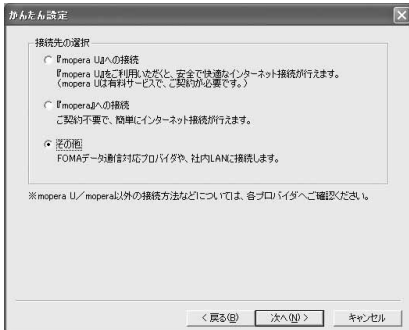 かんたん設定
接続先の選択
『mopera U』への接続
『mopera U』をご利用いただくと、安全で快適なインターネット接続が行えます。
(mopera Uは有料サービスで、ご契約が必要です。)
『mopera』への接続
ご契約不要で、簡単にインターネット接続が行えます。
その他
FOMAデータ通信対応プロバイダや、社内LANに接続します。
※mopera U／mopera以外の接続方法などについては、各プロバイダへご確認ください。
< 戻る(B)
次へ(N) >
キャンセル